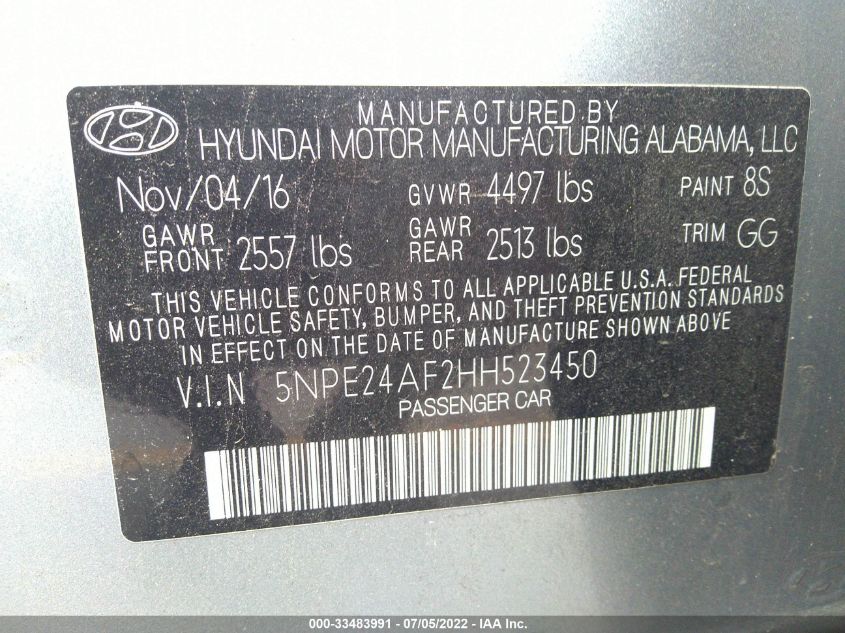 MANUFACTURED BY
HYUNDAI MOTOR MANUFACTURING ALABAMA, LLC
Nov/04/16 GVWR 4497 lbs PAINT 8S
GAWR FRONT 2557 lbs GAWR REAR 2513 lbs TRIM GG
THIS VEHICLE CONFORMS TO ALL APPLICABLE U.S.A. FEDERAL
MOTOR VEHICLE SAFETY, BUMPER, AND THEFT PREVENTION STANDARDS
IN EFFECT ON THE DATE OF MANUFACTURE SHOWN ABOVE
V.I.N 5NPE24AF2HH523450
PASSENGER CAR
000-33483991 - 07/05/2022 - IAA Inc.